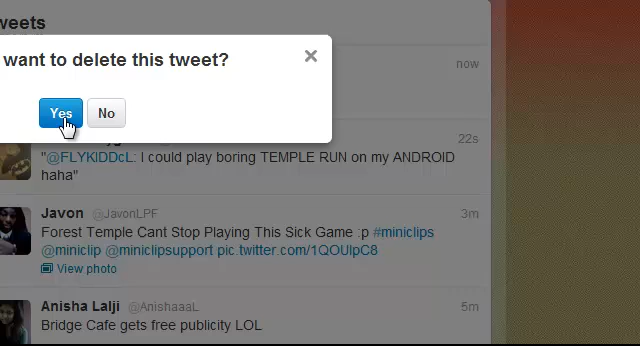 weets
want to delete this tweet?
now
Yes
No
22s
"@FLYKIDDcL: I could play boring TEMPLE RUN on my ANDROID
haha"
Javon @JavonLPF 3m
Forest Temple Cant Stop Playing This Sick Game :p #miniclips
@miniclip @miniclipsupport pic.twitter.com/1QOUlpC8
View photo
Anisha Lalji @AnishaaaL 5m
Bridge Cafe gets free publicity LOL